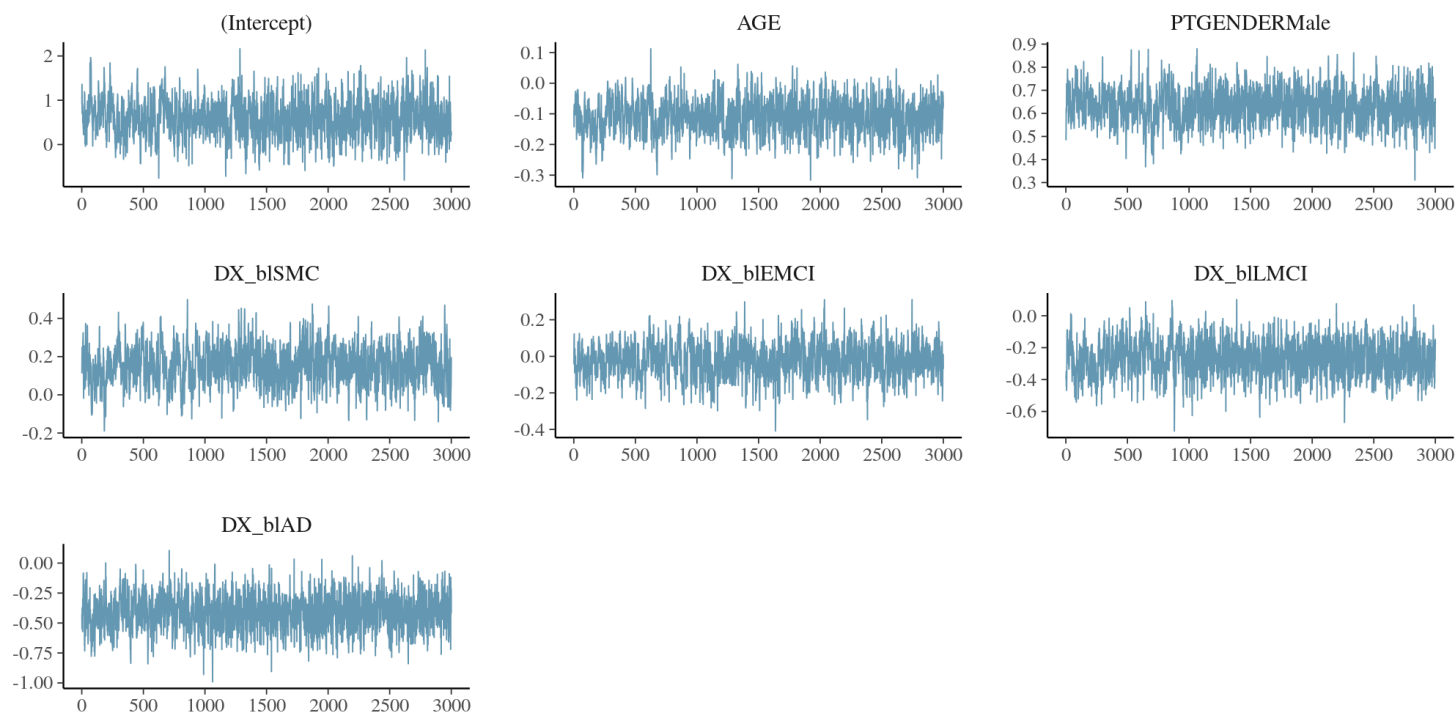 (Intercept) AGE PTGENDERMale
2 0.1 0.9
1 0.0 0.8
0 -0.1 0.7
-0.2 0.6
-0.3 0.5
0.4
0.3
0 500 1000 1500 2000 2500 3000 0 500 1000 1500 2000 2500 3000 0 500 1000 1500 2000 2500 3000
DX_blSMC DX_blEMCI DX_blLMCI
0.4 0.2 0.0
0.2 0.0 -0.2
0.0 -0.2 -0.4
-0.2 -0.4 -0.6
0 500 1000 1500 2000 2500 3000 0 500 1000 1500 2000 2500 3000 0 500 1000 1500 2000 2500 3000
DX_blAD
0.00
-0.25
-0.50
-0.75
-1.00
0 500 1000 1500 2000 2500 3000